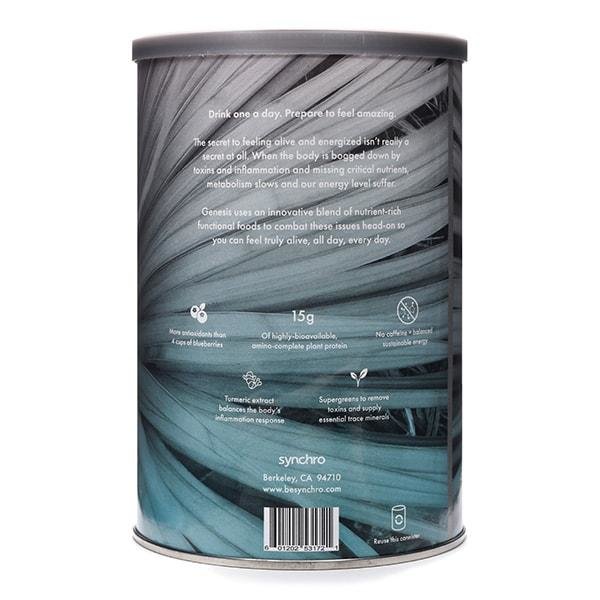 Drink one a day. Prepare to feel amazing.
The secret to feeling alive and energized isn't really a
secret at all. When the body is bogged down by
toxins and inflammation and missing critical nutrients,
metabolism slows and our energy level suffer.
Genesis uses an innovative blend of nutrient-rich
functional foods to combat these issues head-on so
you can feel truly alive, all day, every day.
More antioxidants than
4 cups of blueberries
15g
Of highly-bioavailable,
amino-complete plant protein
No caffeine + balanced
sustainable energy
Turmeric extract
balances the body's
inflammation response
Supergreens to remove
toxins and supply
essential trace minerals
synchro
Berkeley, CA 94710
www.besynchro.com
6 01202 53172 1
Reuse this cannister